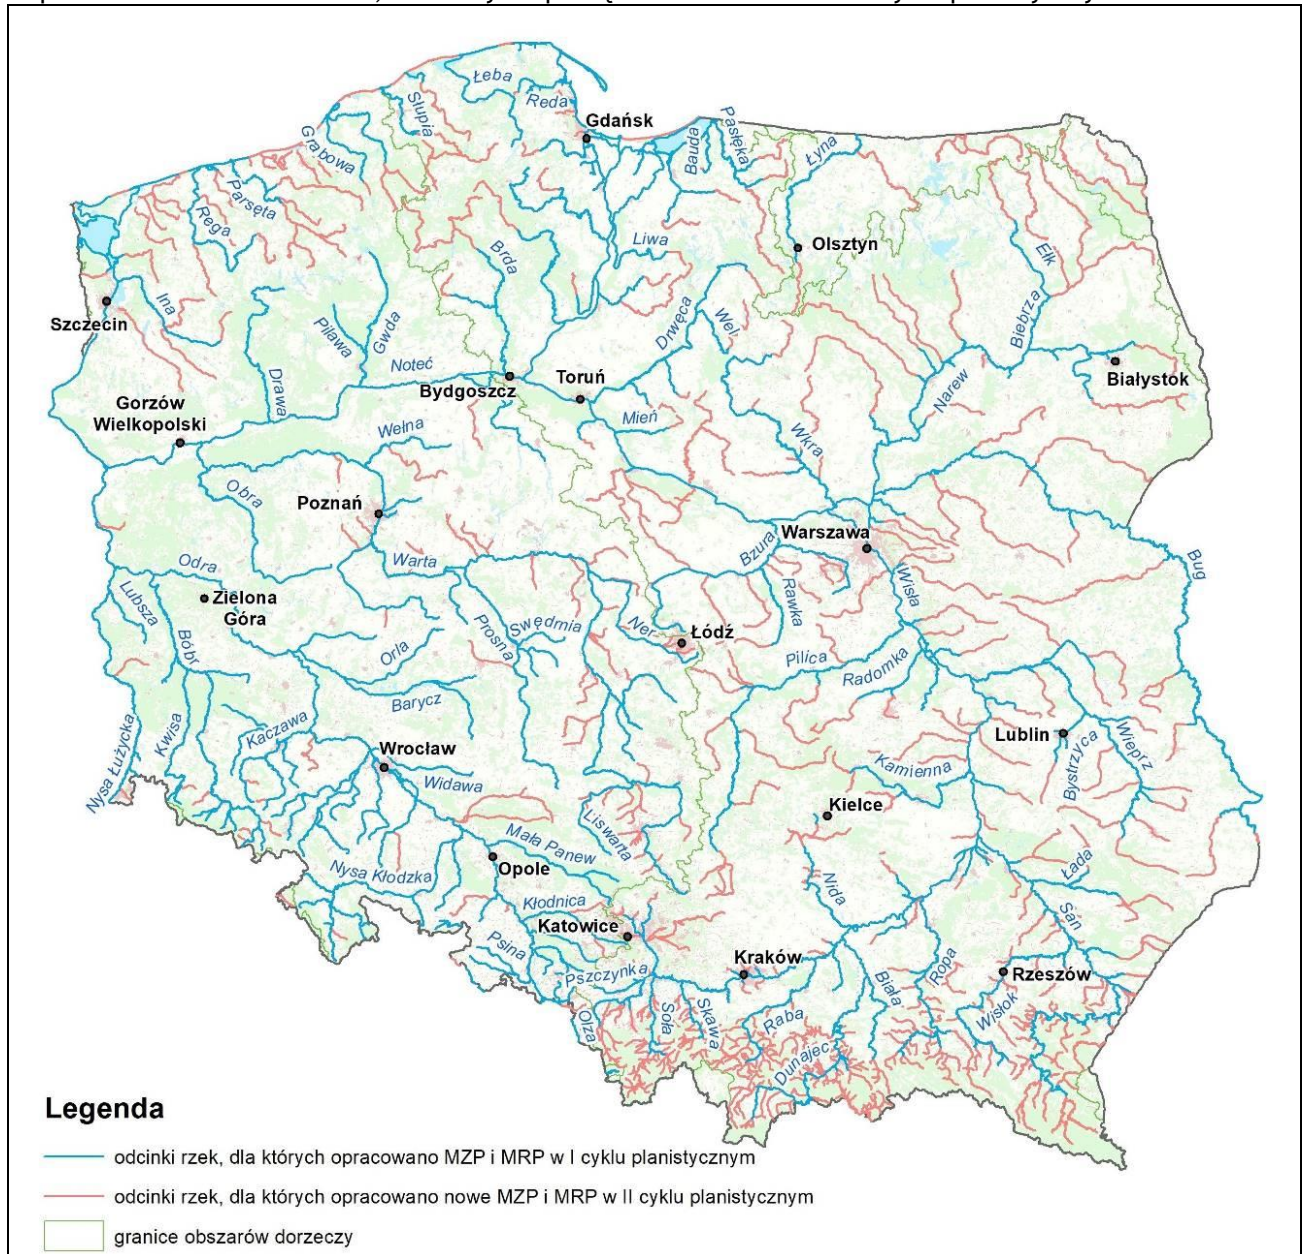 Łeba
Słupia
Reda
Gdańsk
Grabowa
Bauda
Pasłęka
Łyna
Parsęta
Rega
Liwa
Olsztyn
Brda
Ełk
Ina
Szczecin
Piława
Gwda
Drwęca
Wel
Biebrza
Drawa
Noteć
Bydgoszcz
Toruń
Narew
Białystok
Gorzów
Wielkopolski
Wełna
Mień
Wkra
Obra
Poznań
Warszawa
Bzura
Odra
Warta
Wisła
Bug
Lubsza
Zielona
Góra
Rawka
Bóbr
Prosna
Swędrnia
Ner
Łódź
Orla
Pilica
Radomka
Barycz
Nysa Łużycka
Kwisa
Kaczawa
Wrocław
Widawa
Lublin
Bystrzyca
Wieprz
Kamienna
Kielce
Liswarta
Mała Panew
Opole
Nysa Kłodzka
Łada
Nida
Kłodnica
Katowice
San
Psina
Pszczynka
Kraków
Ropa
Rzeszów
Biała
Wisłok
Olza
Soła
Skawa
Raba
Dunajec
Legenda
odcinki rzek, dla których opracowano MZP i MRP w I cyklu planistycznym
odcinki rzek, dla których opracowano nowe MZP i MRP w II cyklu planistycznym
granice obszarów dorzeczy